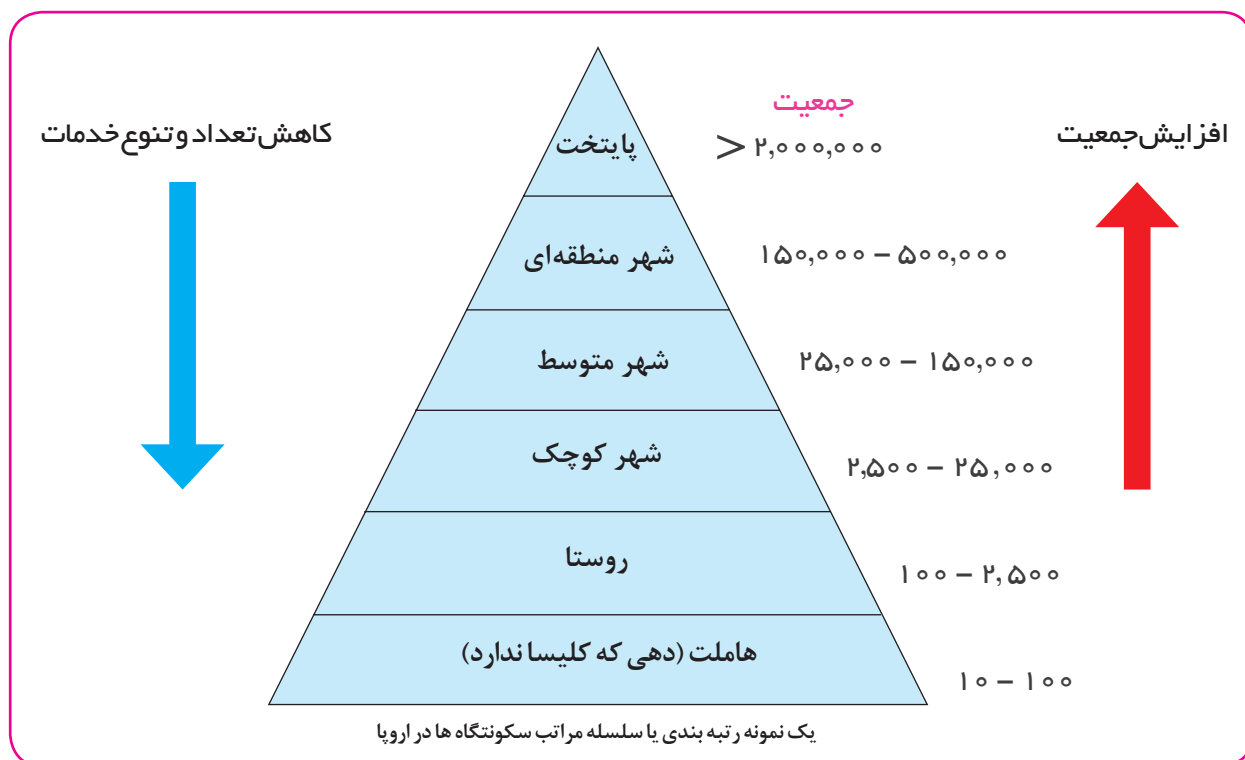 جمعیت
افزایش جمعیت
کاهش تعداد و تنوع خدمات
پایتخت
> ۲,۰۰۰,۰۰۰
شهر منطقه‌ای
۱۵۰,۰۰۰ – ۵۰۰,۰۰۰
شهر متوسط
۲۵,۰۰۰ – ۱۵۰,۰۰۰
شهر کوچک
۲,۵۰۰ – ۲۵,۰۰۰
روستا
۱۰۰ – ۲,۵۰۰
هاملت (دهی که کلیسا ندارد)
۱۰ – ۱۰۰
یک نمونه رتبه بندی یا سلسله مراتب سکونتگاه ها در اروپا